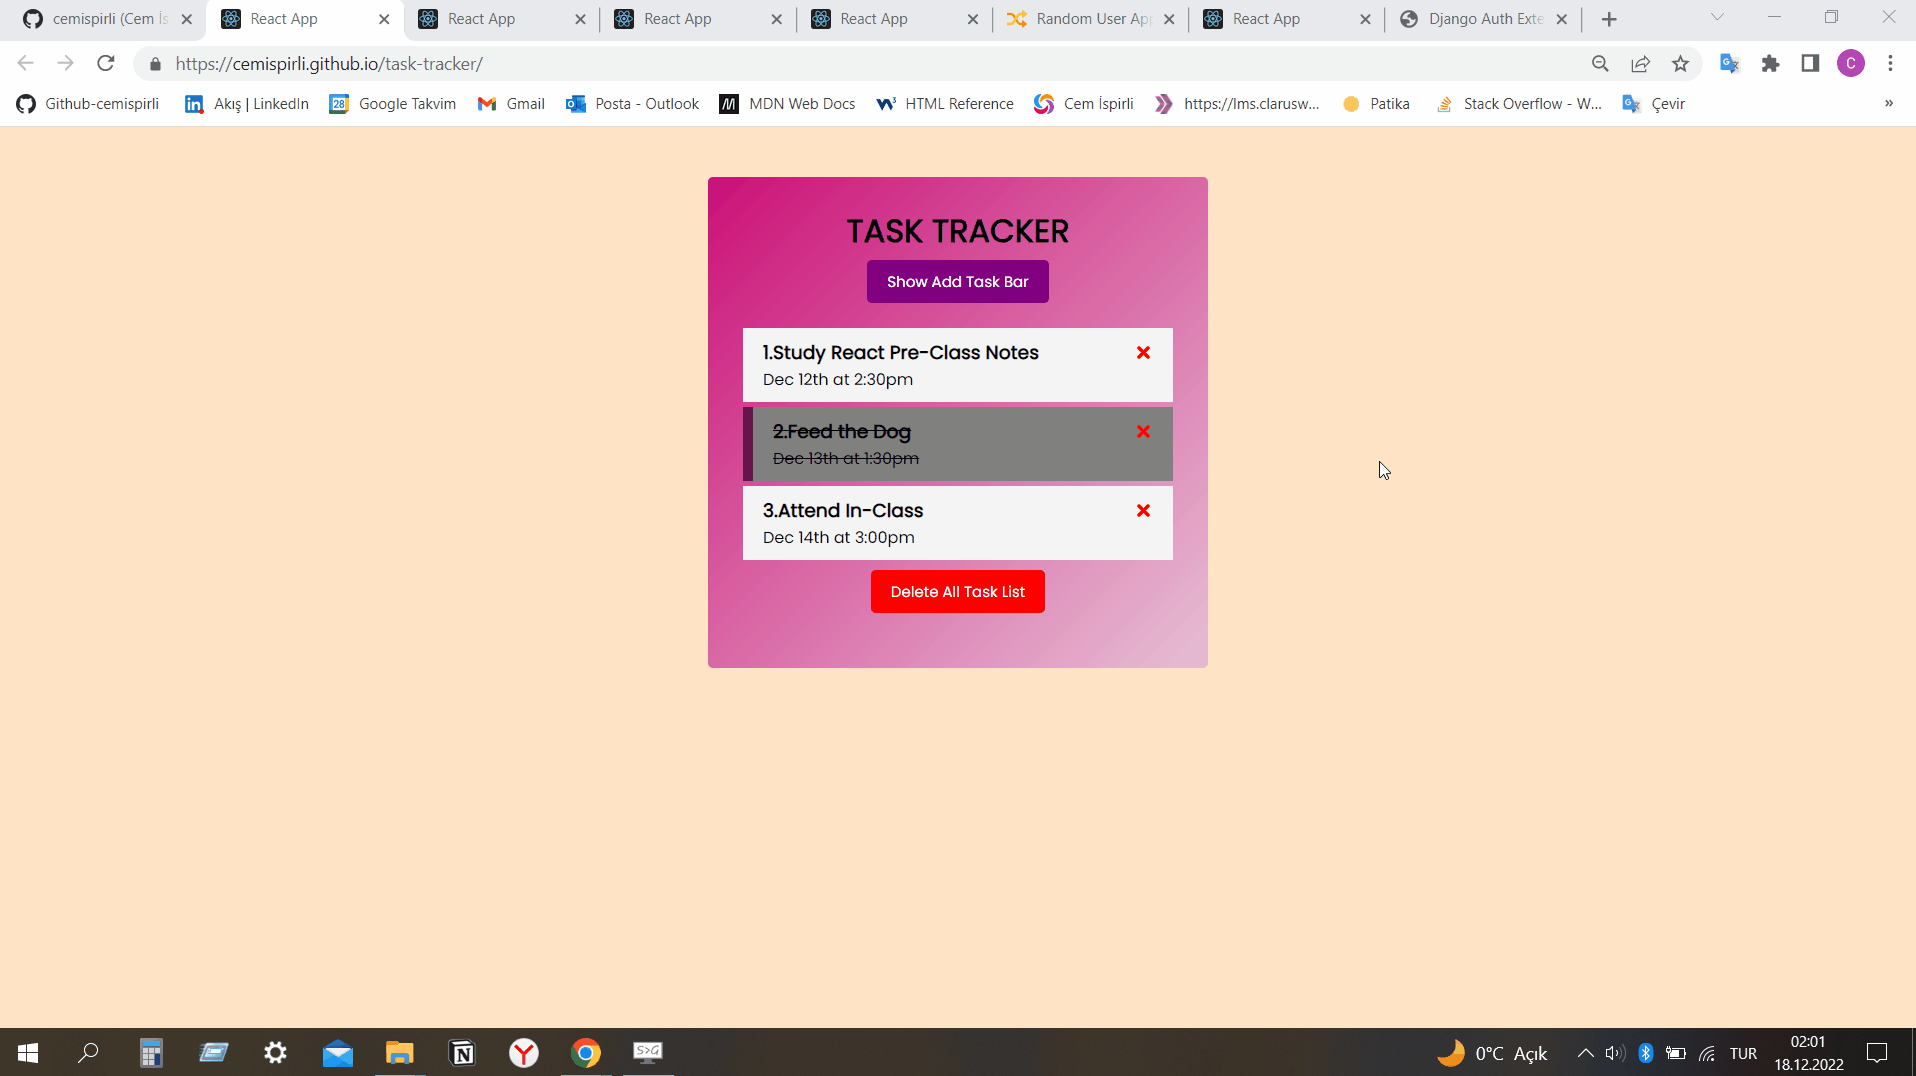 cemispirli (Cem İs
React App
React App
React App
React App
Random User App
React App
Django Auth Exte
https://cemispirli.github.io/task-tracker/
C
Github-cemispirli
Akış | LinkedIn
Google Takvim
Gmail
Posta - Outlook
MDN Web Docs
HTML Reference
Cem İspirli
https://lms.clarusw...
Patika
Stack Overflow - W...
Çevir
»
TASK TRACKER
Show Add Task Bar
1.Study React Pre-Class Notes
Dec 12th at 2:30pm
2.Feed the Dog
Dec 13th at 1:30pm
3.Attend In-Class
Dec 14th at 3:00pm
Delete All Task List
S>G
0°C Açık
TUR
02:01
18.12.2022